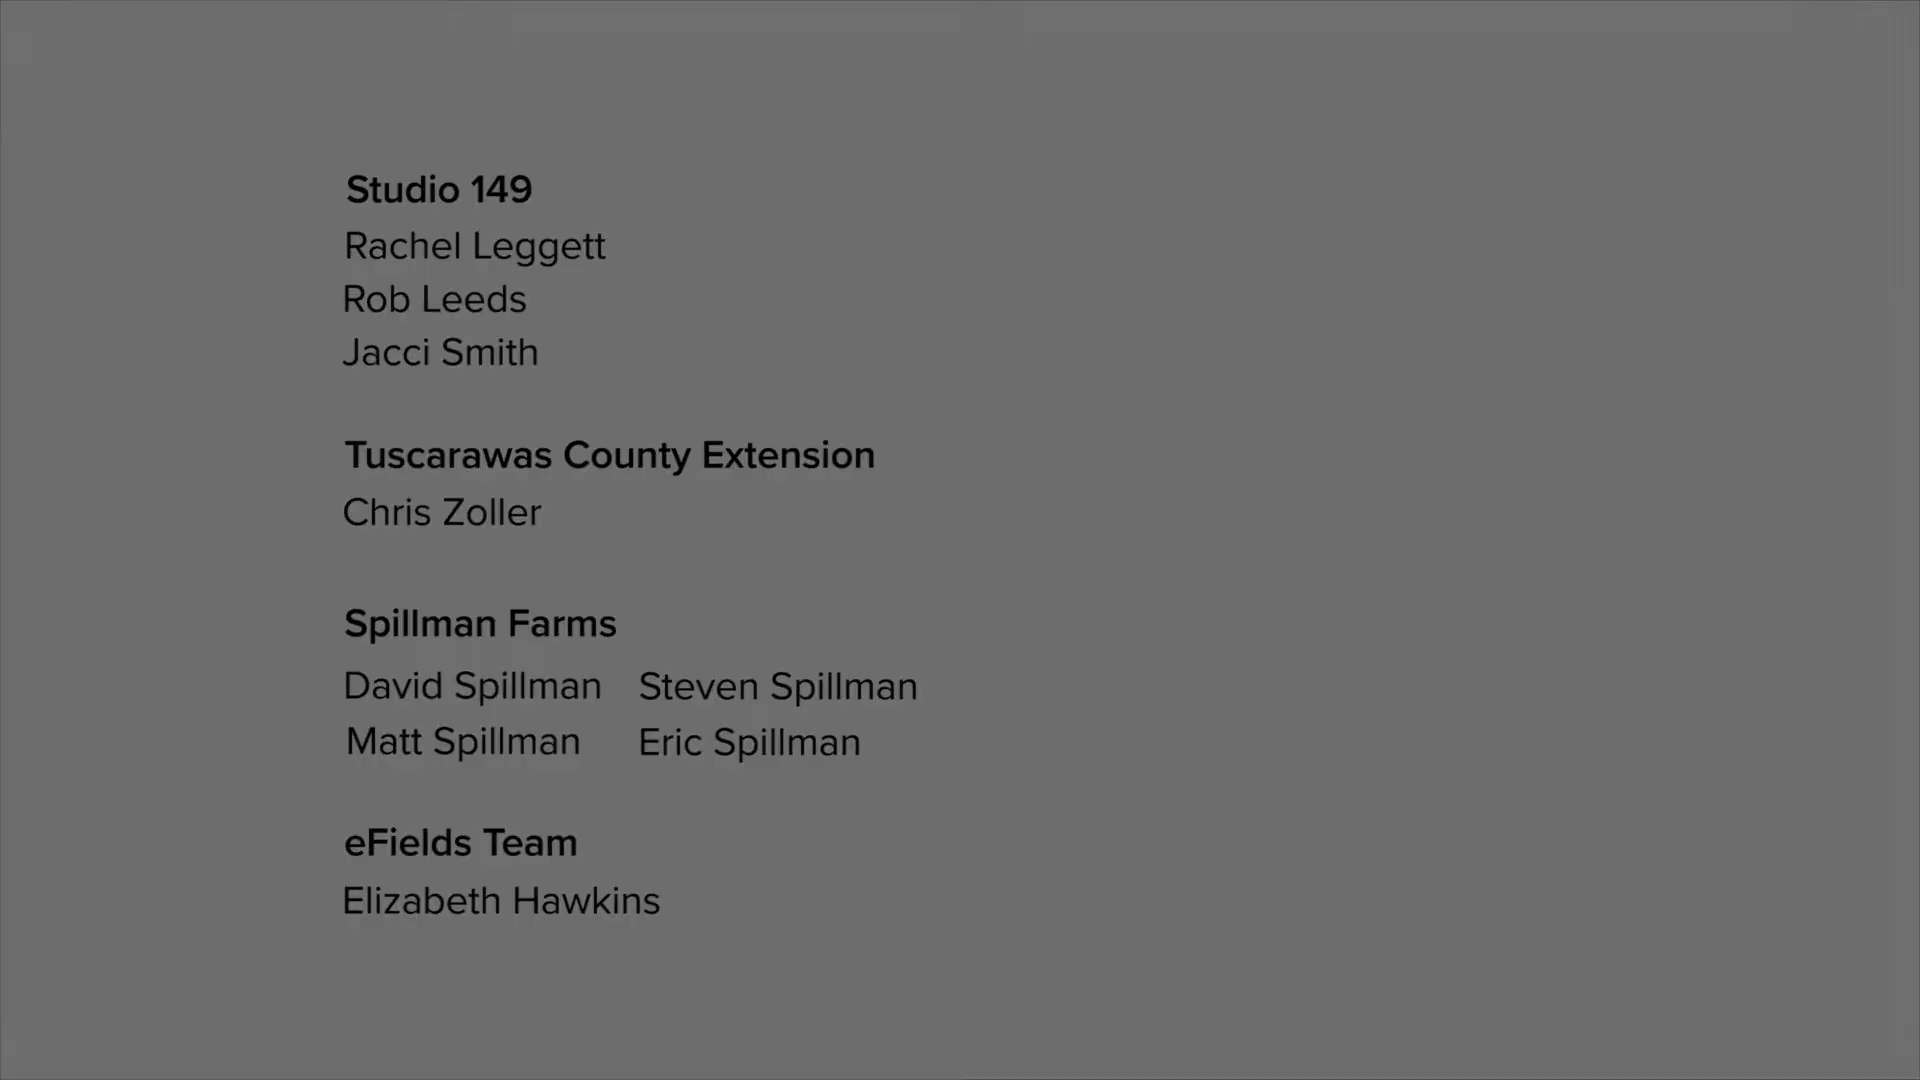 Studio 149
Rachel Leggett
Rob Leeds
Jacci Smith
Tuscarawas County Extension
Chris Zoller
Spillman Farms
David Spillman Steven Spillman
Matt Spillman Eric Spillman
eFields Team
Elizabeth Hawkins